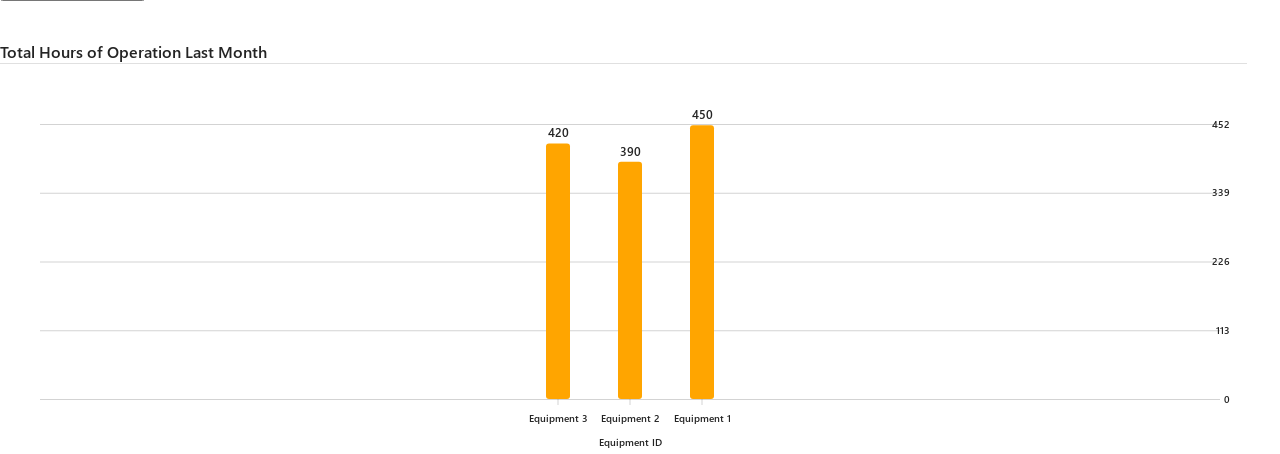 Total Hours of Operation Last Month
450
452
420
390
339
226
113
0
Equipment 3 Equipment 2 Equipment 1
Equipment ID